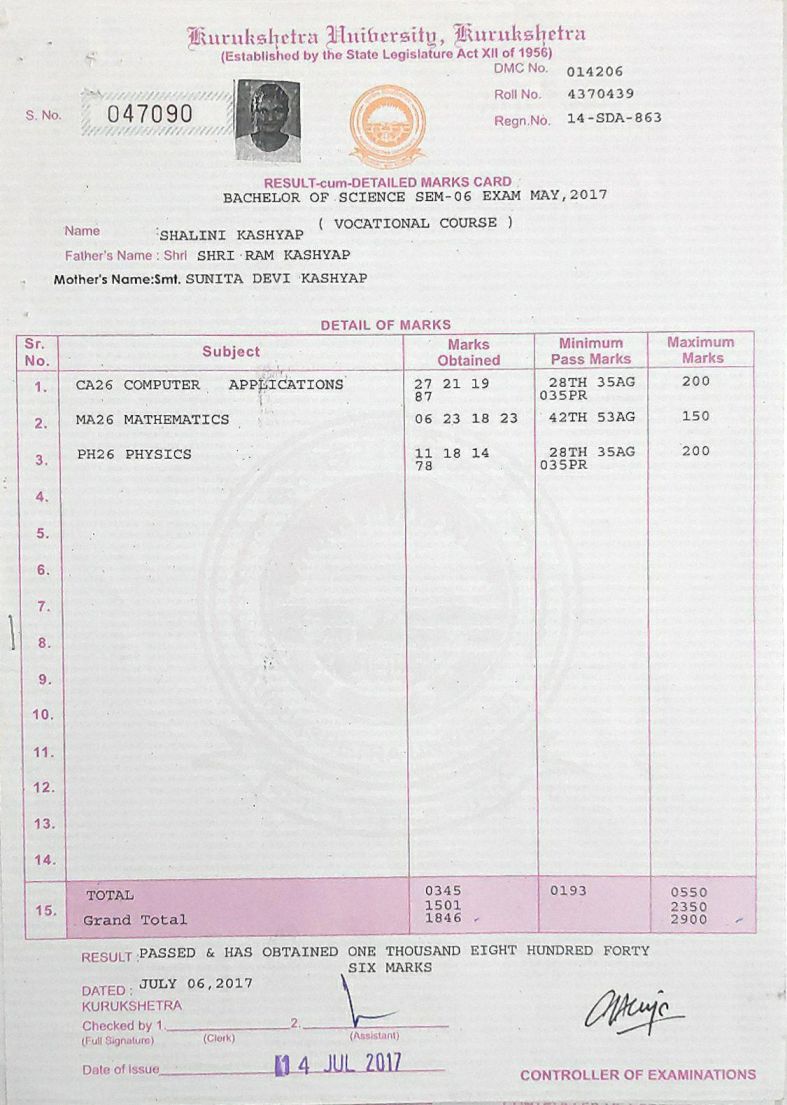 Kurukshetra University, Kurukshetra
(Established by the State Legislature Act XII of 1956)
DMC No. 014206
S. No. 047090
Roll No. 4370439
Regn.No. 14-SDA-863
RESULT-cum-DETAILED MARKS CARD
BACHELOR OF SCIENCE SEM-06 EXAM MAY,2017
( VOCATIONAL COURSE )
Name :SHALINI KASHYAP
Father's Name : Shri SHRI RAM KASHYAP
Mother's Name:Smt. SUNITA DEVI KASHYAP
DETAIL OF MARKS
Sr. No. Subject Marks Obtained Minimum Pass Marks Maximum Marks
1. CA26 COMPUTER APPLICATIONS 27 21 19 28TH 35AG 200
87 035PR
2. MA26 MATHEMATICS 06 23 18 23 42TH 53AG 150
3. PH26 PHYSICS 11 18 14 28TH 35AG 200
78 035PR
4.
5.
6.
7.
8.
9.
10.
11.
12.
13.
14.
15. TOTAL 0345 0193 0550
1501 2350
Grand Total 1846 2900
RESULT : PASSED & HAS OBTAINED ONE THOUSAND EIGHT HUNDRED FORTY
SIX MARKS
DATED : JULY 06,2017
KURUKSHETRA
Checked by 1. 2.
(Full Signature) (Clerk) (Assistant)
Date of issue 14 JUL 2017
CONTROLLER OF EXAMINATIONS